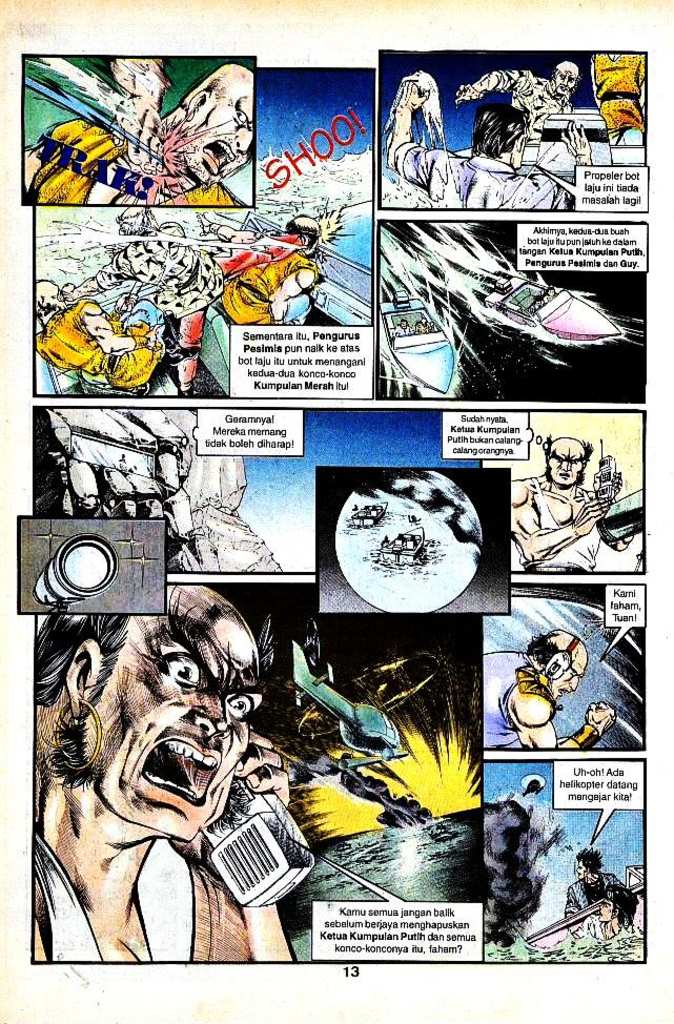 TRAK!
SHOO!
Propeler bot
laju ini tiada
masalah lagi!
Sementara itu, Pengurus
Pesimis pun naik ke atas
bot laju itu untuk menangani
kedua-dua konco-konco
Kumpulan Merah itu!
Akhirnya, kedua-dua buah
bot laju itu pun jatuh ke dalam
tangan Ketua Kumpulan Putih,
Pengurus Pesimis dan Guy.
Geramnya!
Mereka memang
tidak boleh diharap!
Sudah nyata,
Ketua Kumpulan
Putih bukan calang-
calang orangnya.
Kami
faham,
Tuan!
Kamu semua jangan balik
sebelum berjaya menghapuskan
Ketua Kumpulan Putih dan semua
konco-konconya itu, faham?
Uh-oh! Ada
helikopter datang
mengejar kita!
13